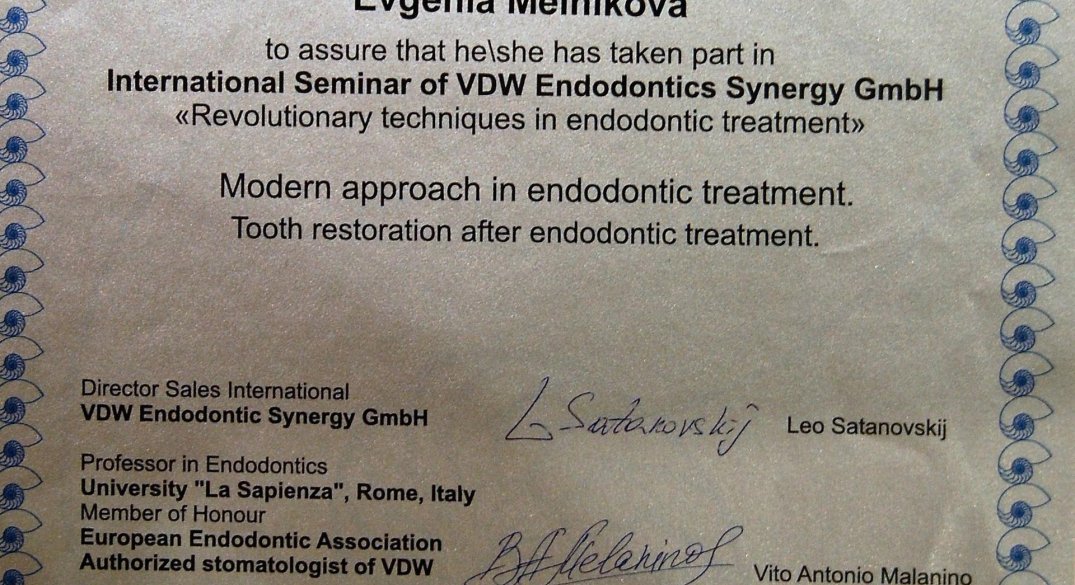 Evgenia Melnikova
to assure that he\she has taken part in
International Seminar of VDW Endodontics Synergy GmbH
«Revolutionary techniques in endodontic treatment»
Modern approach in endodontic treatment.
Tooth restoration after endodontic treatment.
Director Sales International
VDW Endodontic Synergy GmbH
L Satanovskij
Leo Satanovskij
Professor in Endodontics
University "La Sapienza", Rome, Italy
Member of Honour
European Endodontic Association
Authorized stomatologist of VDW
Vito Antonio Malanino